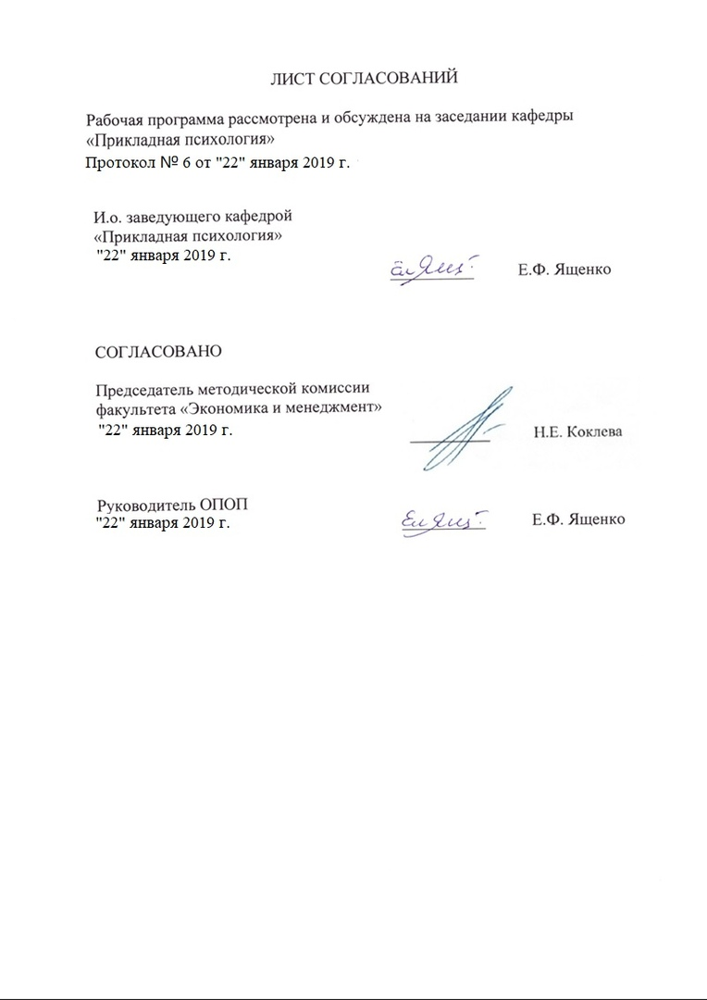 ЛИСТ СОГЛАСОВАНИЙ
Рабочая программа рассмотрена и обсуждена на заседании кафедры
«Прикладная психология»
Протокол № 6 от "22" января 2019 г.
И.о. заведующего кафедрой
«Прикладная психология»
"22" января 2019 г.
Е.Ф. Ященко
СОГЛАСОВАНО
Председатель методической комиссии
факультета «Экономика и менеджмент»
"22" января 2019 г.
Н.Е. Коклева
Руководитель ОПОП
"22" января 2019 г.
Е.Ф. Ященко